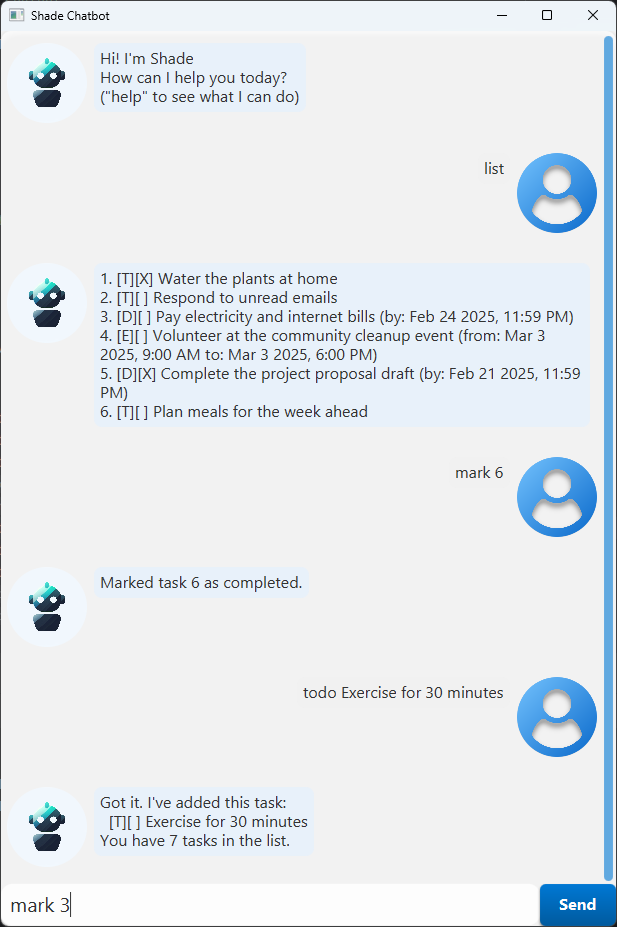 Shade Chatbot
Hi! I'm Shade
How can I help you today?
("help" to see what I can do)
list
1. [T][X] Water the plants at home
2. [T][ ] Respond to unread emails
3. [D][ ] Pay electricity and internet bills (by: Feb 24 2025, 11:59 PM)
4. [E][ ] Volunteer at the community cleanup event (from: Mar 3
2025, 9:00 AM to: Mar 3 2025, 6:00 PM)
5. [D][X] Complete the project proposal draft (by: Feb 21 2025, 11:59
PM)
6. [T][ ] Plan meals for the week ahead
mark 6
Marked task 6 as completed.
todo Exercise for 30 minutes
Got it. I've added this task:
[T][ ] Exercise for 30 minutes
You have 7 tasks in the list.
mark 3
Send